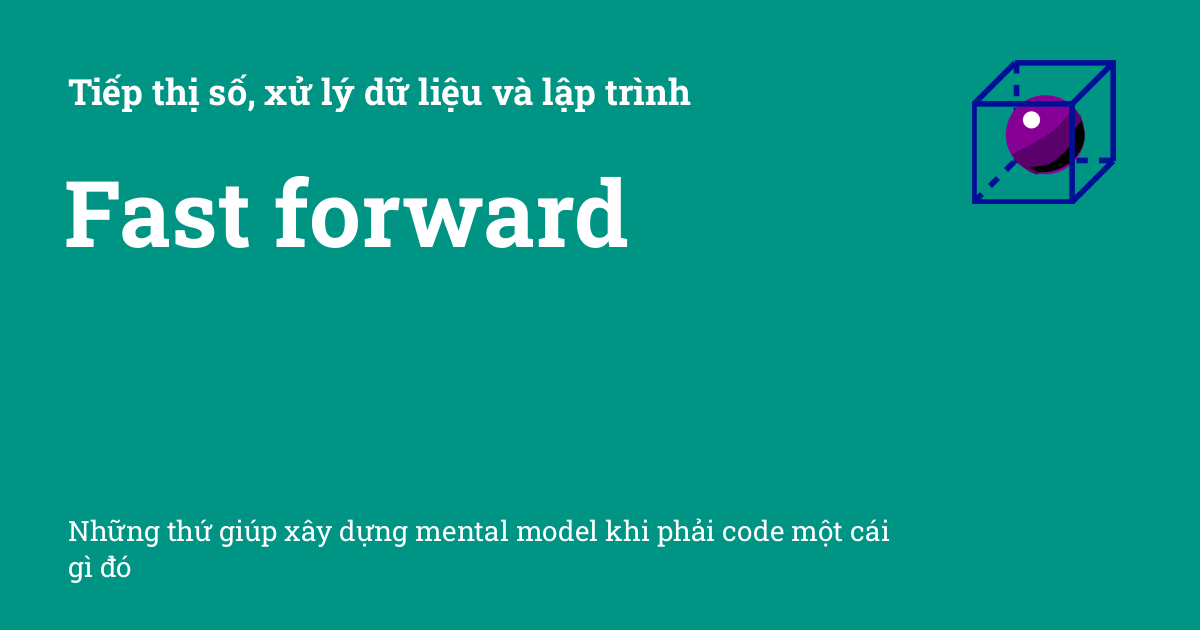 Tiếp thị số, xử lý dữ liệu và lập trình
Fast forward
Những thứ giúp xây dựng mental model khi phải code một cái
gì đó